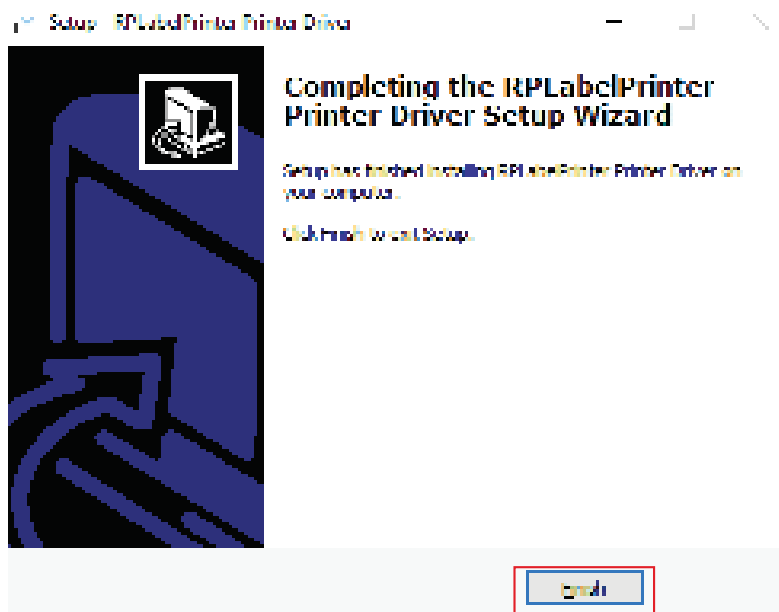 Setup - RPLabelPrinter Printer Driver
Completing the RPLabelPrinter
Printer Driver Setup Wizard
Setup has finished installing RPLabelPrinter Printer Driver on
your computer.
Click Finish to exit Setup.
Finish